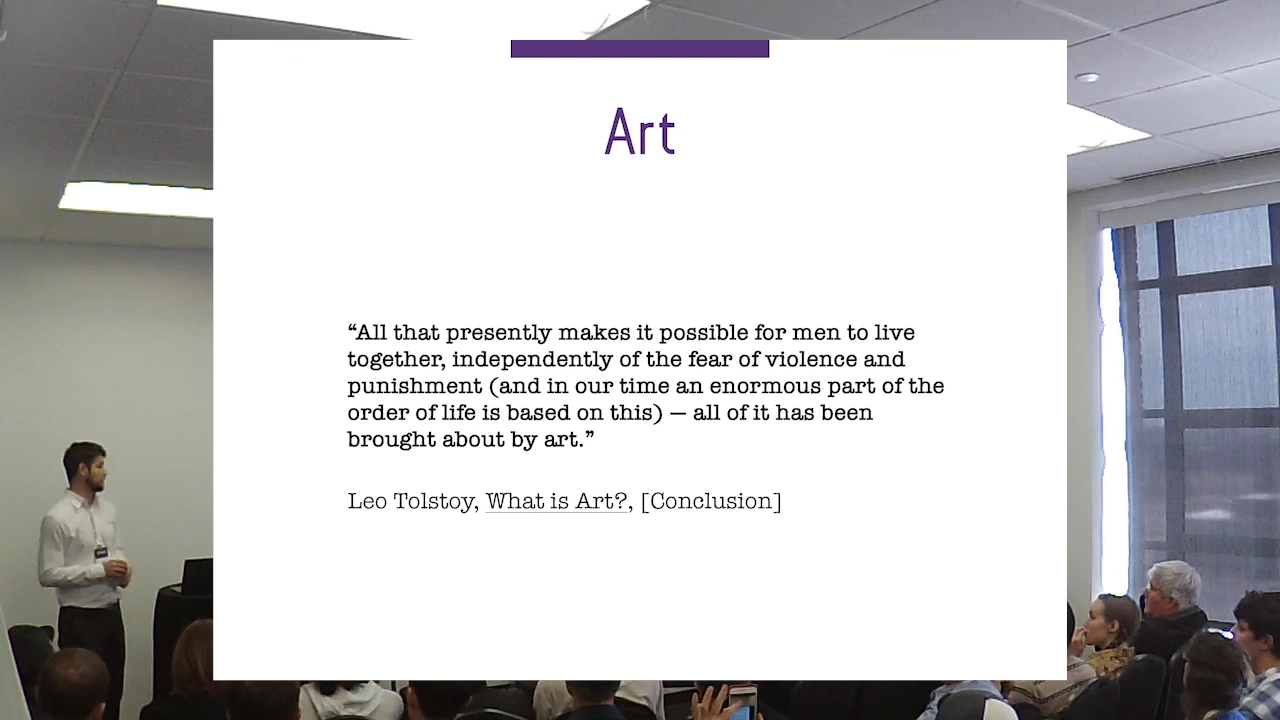 Art
“All that presently makes it possible for men to live
together, independently of the fear of violence and
punishment (and in our time an enormous part of the
order of life is based on this) — all of it has been
brought about by art.”
Leo Tolstoy, What is Art?, [Conclusion]